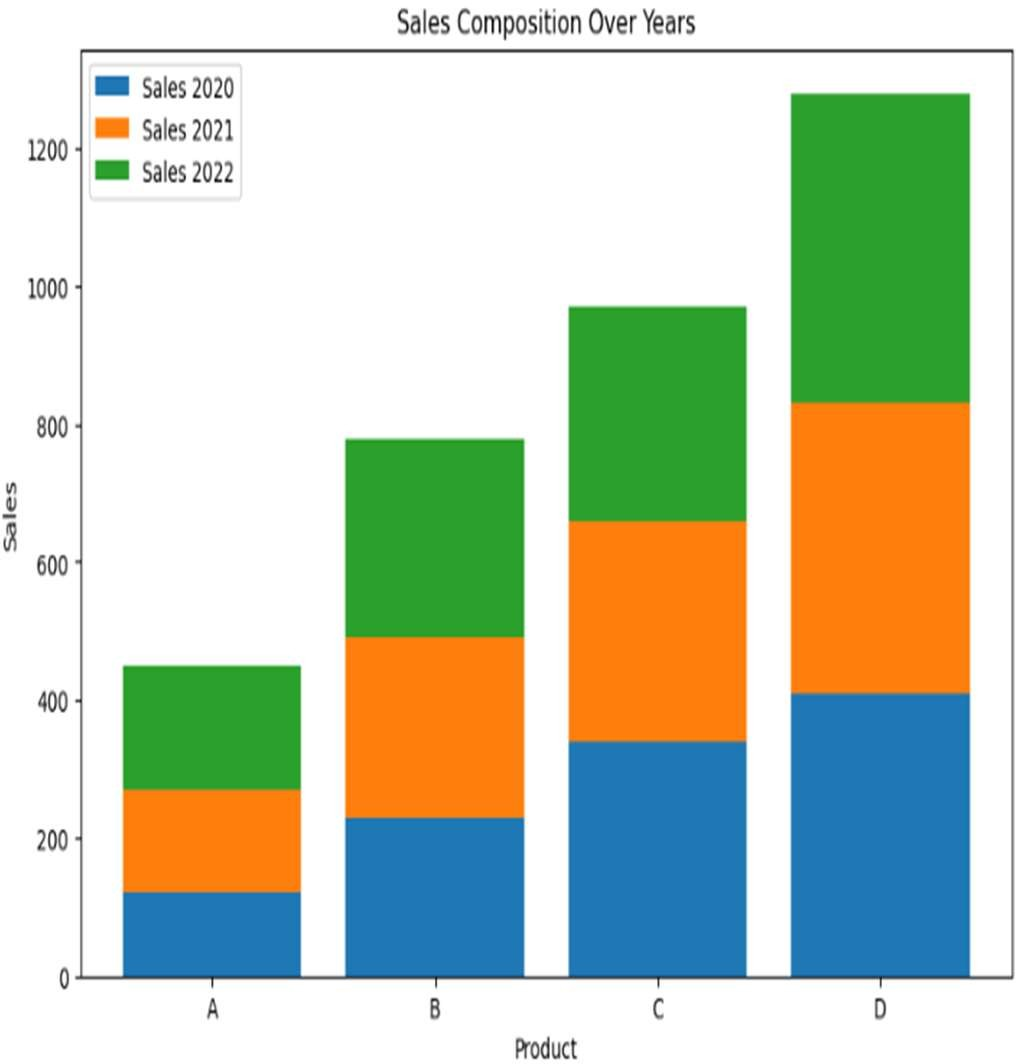 Sales Composition Over Years
Sales 2020
Sales 2021
Sales 2022
1200
1000
800
600
400
200
0
Sales
A B C D
Product